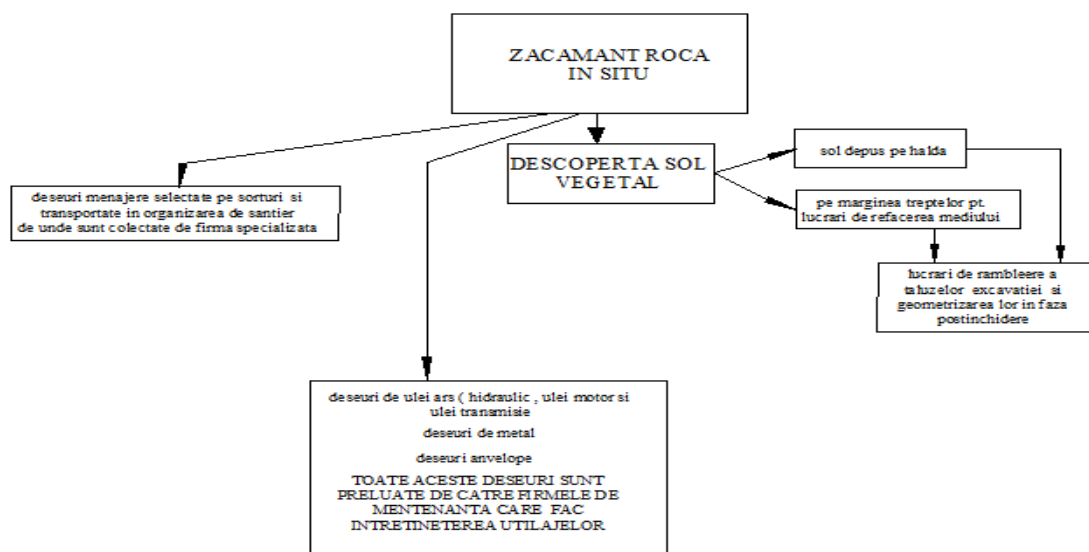 ZACAMANT ROCA
IN SITU
DESCOPERTA SOL
VEGETAL
sol depus pe halda
deseuri menajere selectate pe sorturi si
transportate in organizarea de santier
de unde sunt colectate de firma specializata
pe marginea treptelor pt.
lucrari de refacerea mediului
lucrari de rambleere a
taluzelor excavatiei si
geometrizarea lor in faza
postinchidere
deseuri de ulei ars ( hidraulic , ulei motor si
ulei transmisie
deseuri de metal
deseuri anvelope
TOATE ACESTE DESEURI SUNT
PRELUATE DE CATRE FIRMELE DE
MENTENANTA CARE FAC
INTRETINETEREA UTILAJELOR